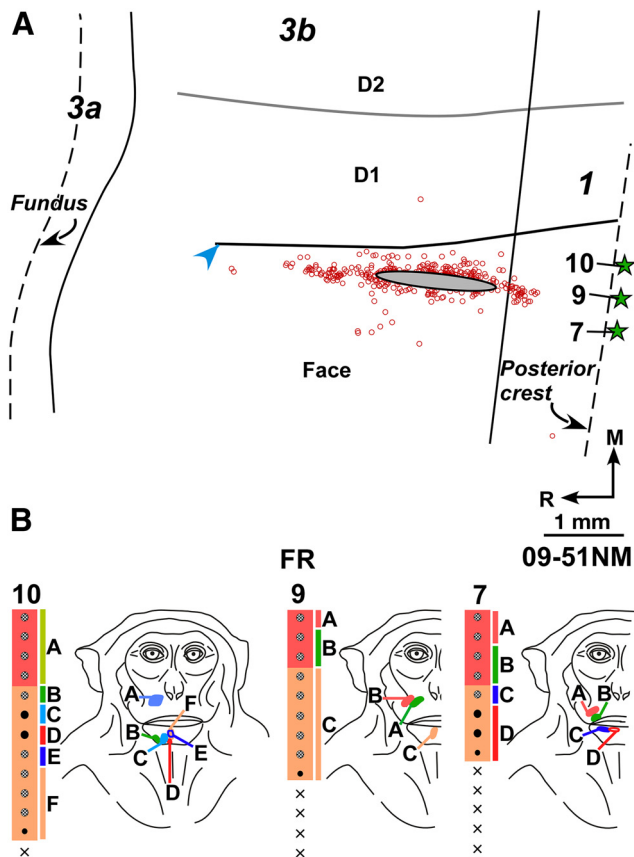 A
3b
3a
D2
D1
Fundus
1
10
9
7
Face
Posterior
crest
M
R
1 mm
09-51NM
B
FR
10
9
7
A
B
C
D
E
F
A
F
B
C
E
D
A
B
C
B
A
C
A
B
C
D
A
B
C
D